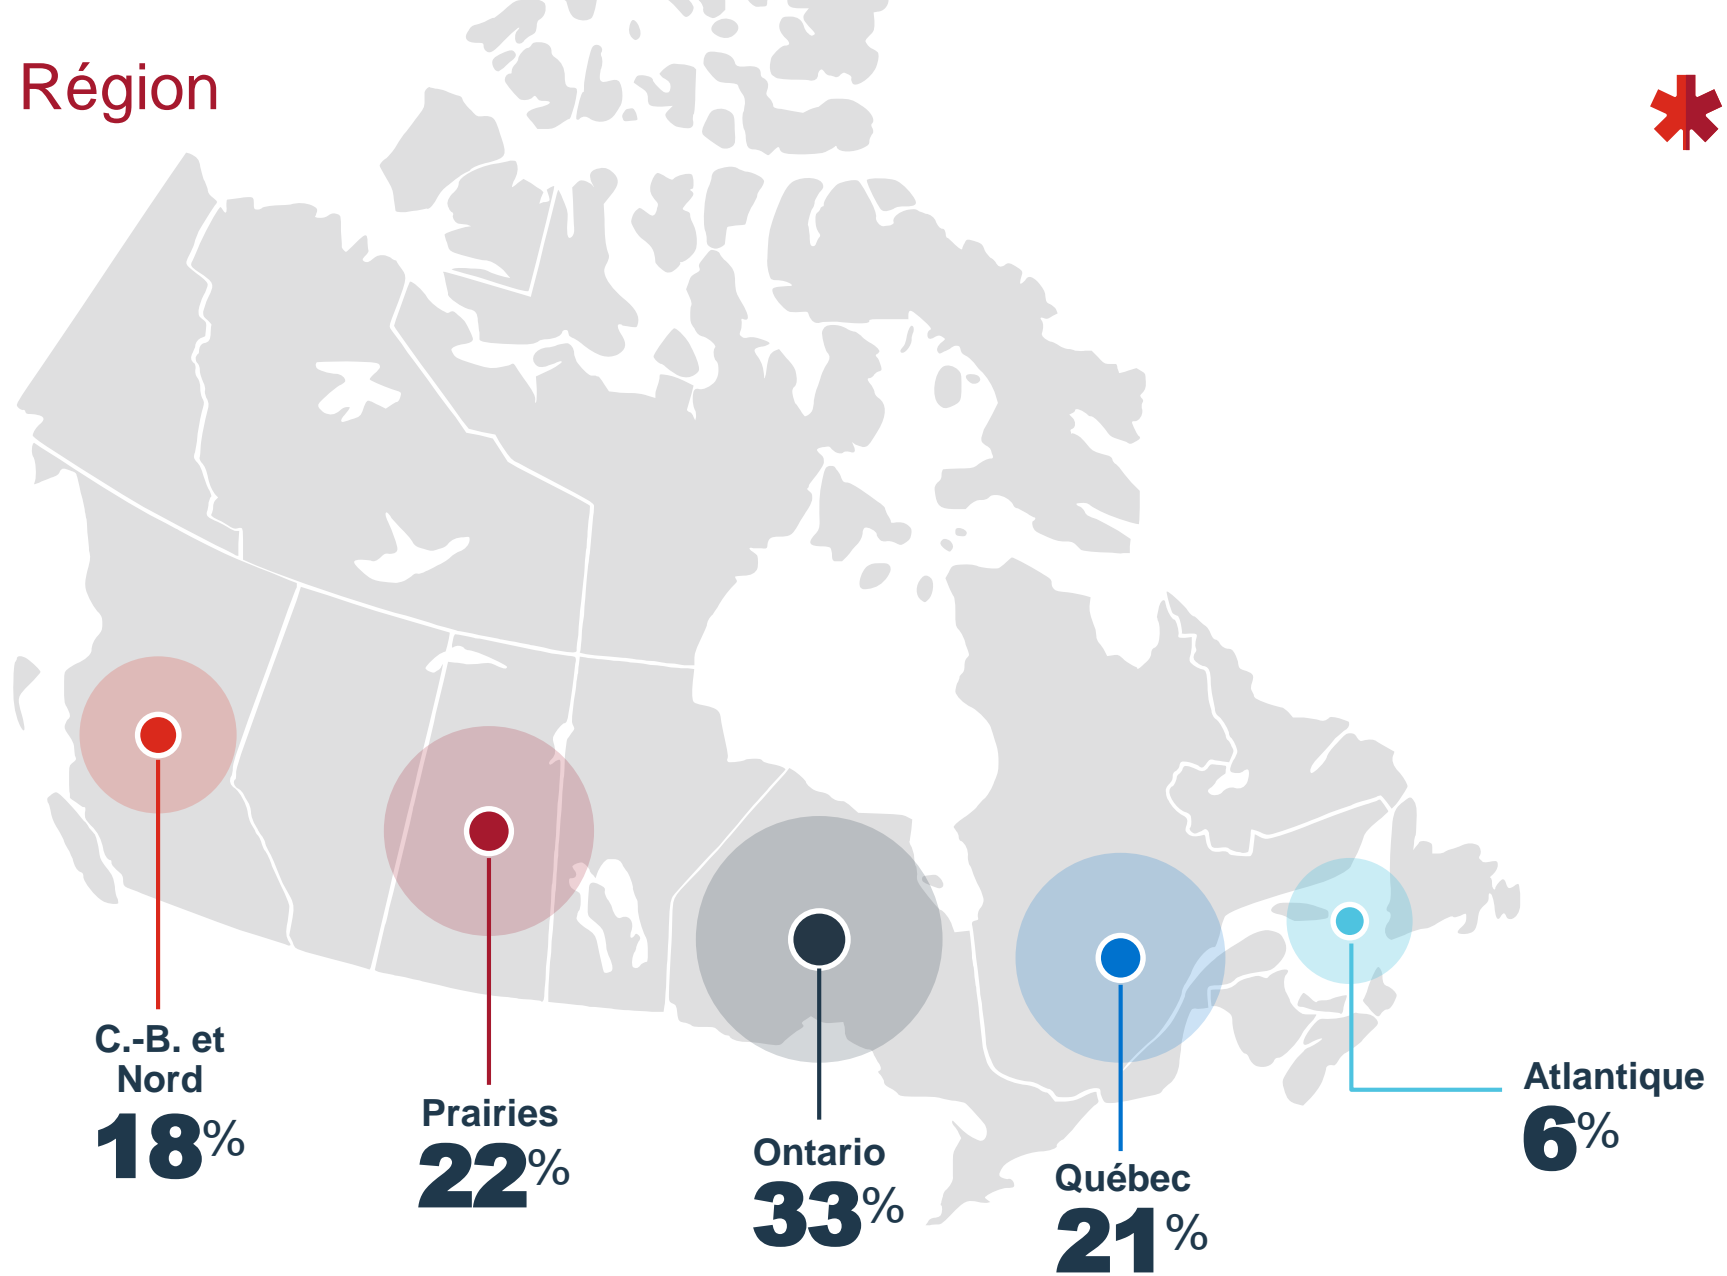 Région
C.-B. et
Nord
18%
Prairies
22%
Ontario
33%
Québec
21%
Atlantique
6%